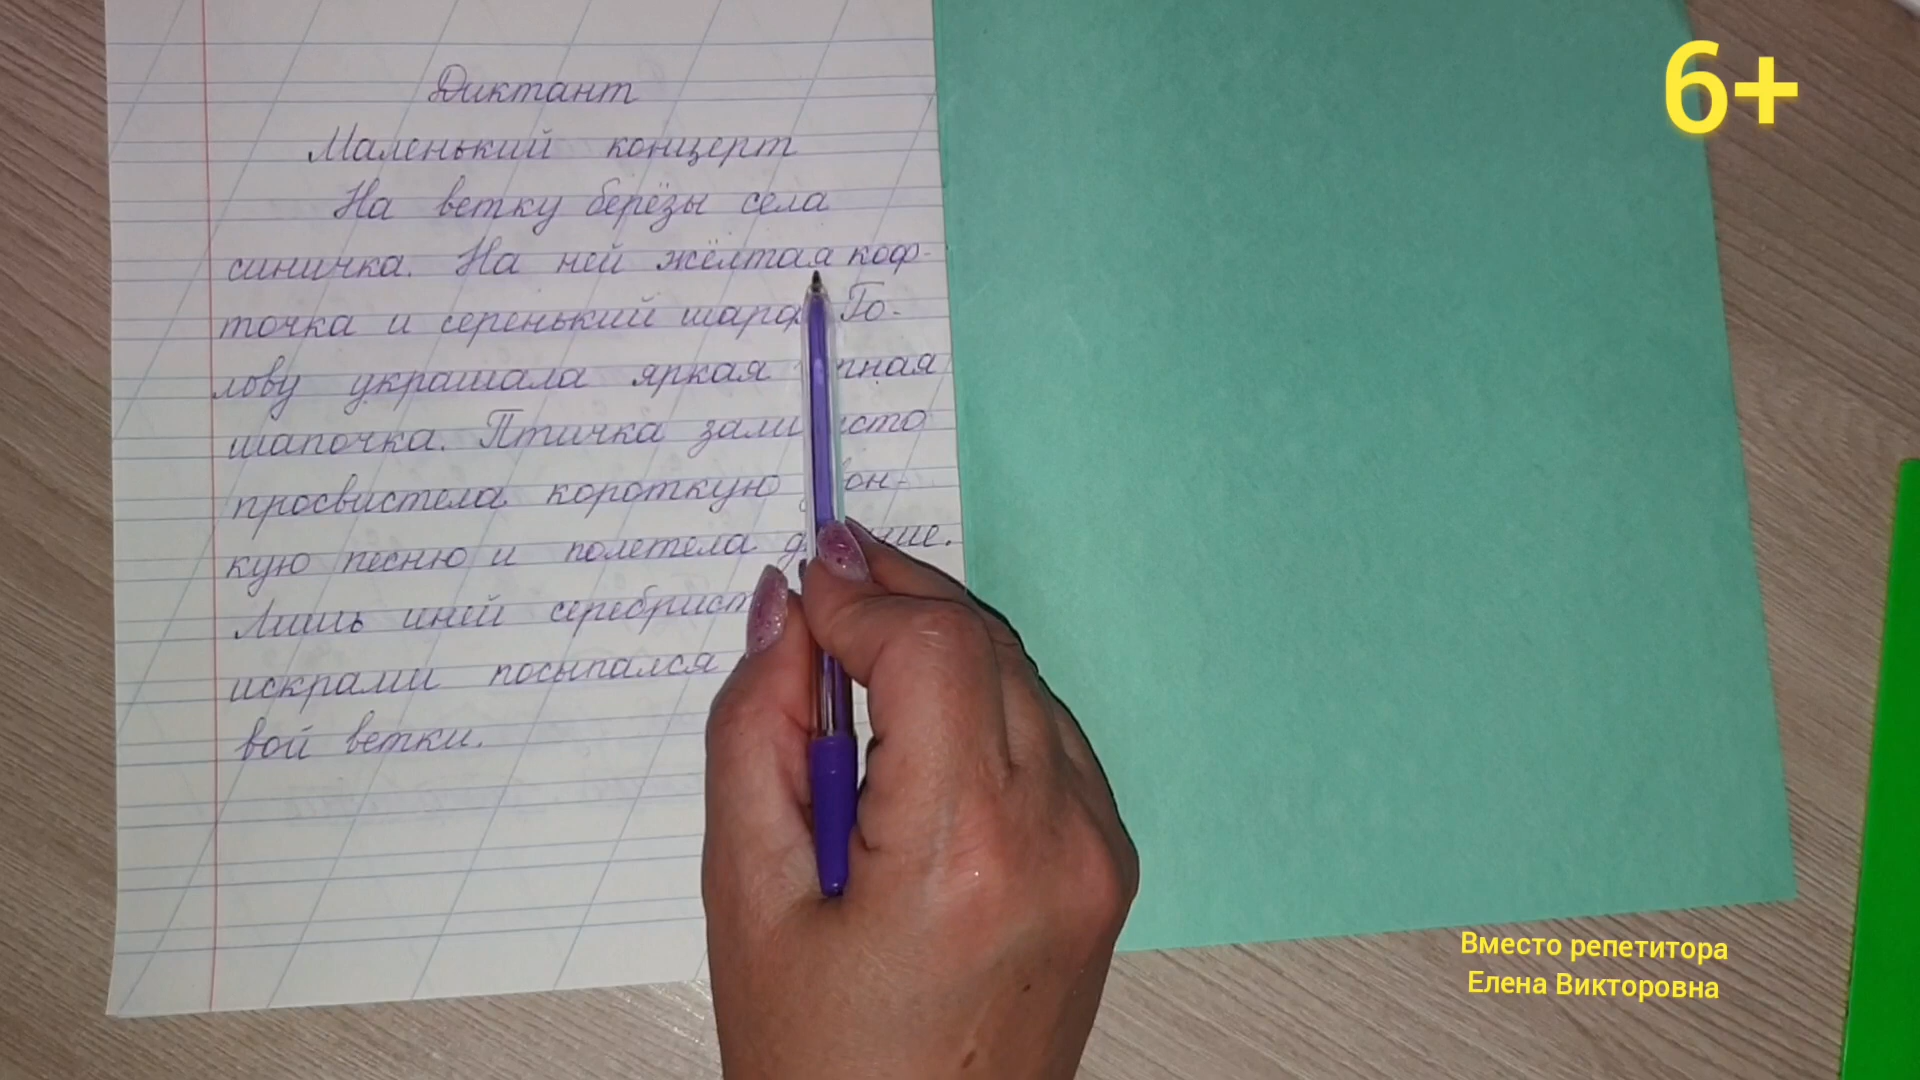 Диктант
Маленький концерт
На ветку берёзы села
синичка. На ней жёлтая коф-
точка и серенький шарф. Го-
лову украшала яркая
шапочка. Птичка залисто
просвистела короткую
кую песню и полетела
Лишь иней
искрами посыпался
вой ветки.
6+
Вместо репетитора
Елена Викторовна